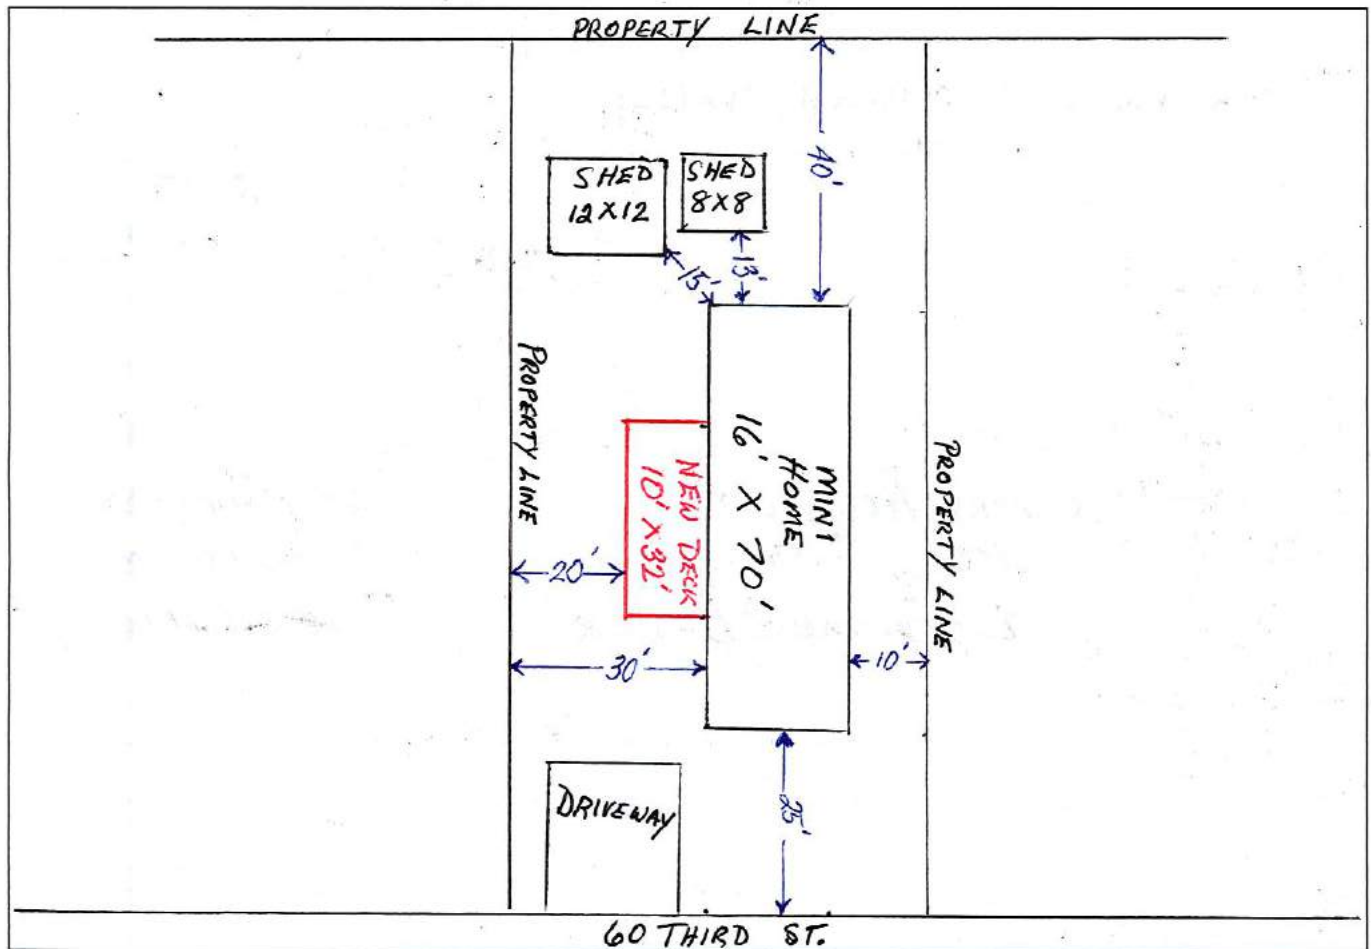 PROPERTY LINE
40'
SHED
12X12
SHED
8X8
15'
13'
PROPERTY LINE
MINI
HOME
16' X 70'
NEW DECK
10' X 32'
PROPERTY LINE
20'
30'
10'
25'
DRIVEWAY
60 THIRD ST.